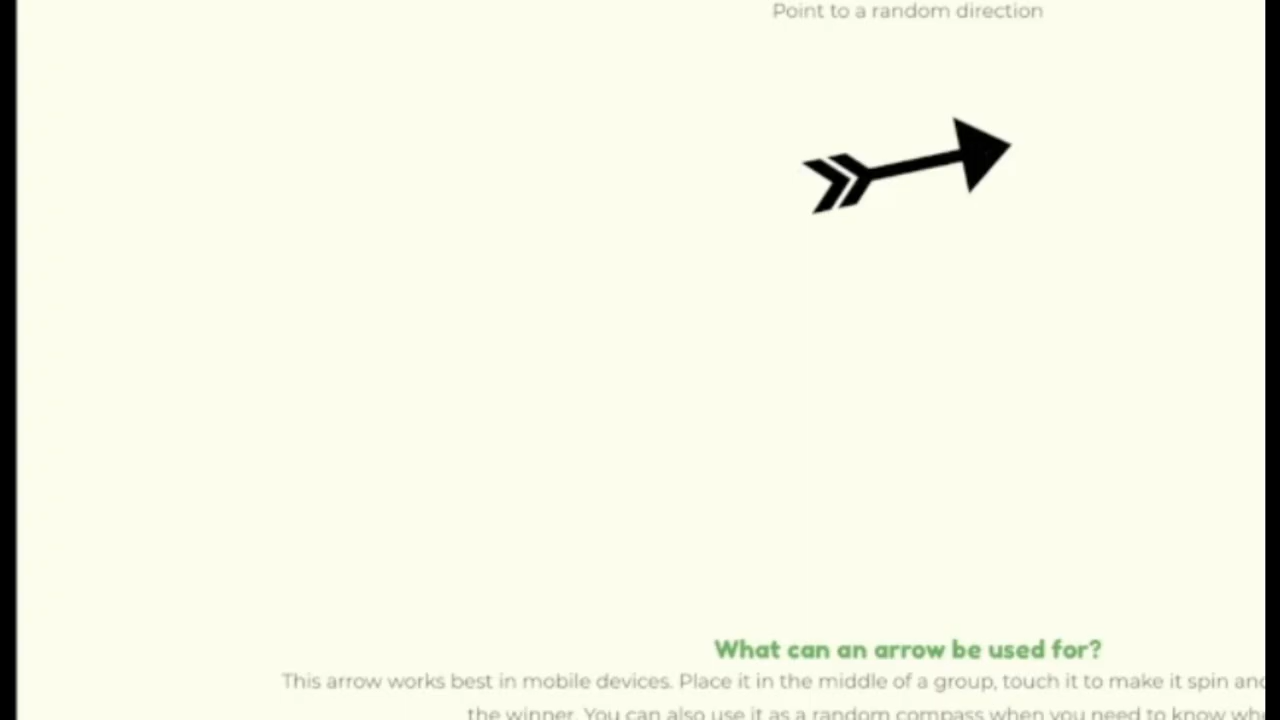 Point to a random direction
What can an arrow be used for?
This arrow works best in mobile devices. Place it in the middle of a group, touch it to make it spin and
the winner. You can also use it as a random compass when you need to know